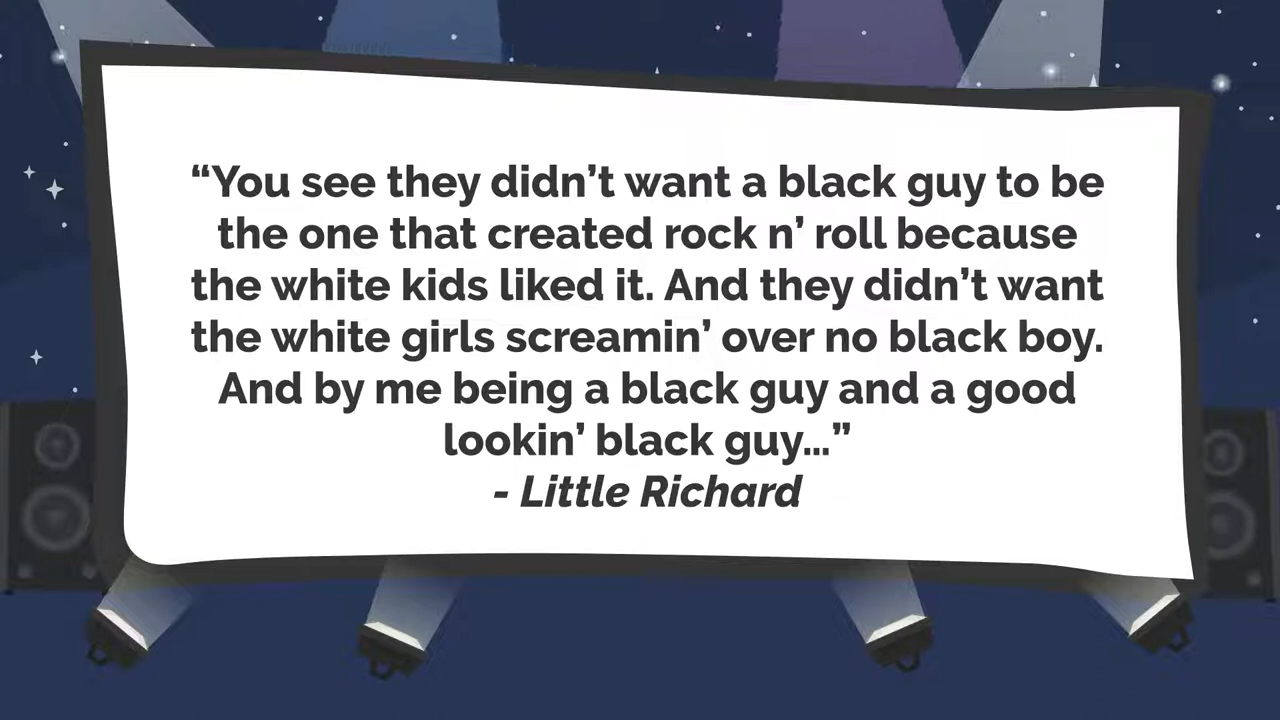 “You see they didn’t want a black guy to be
the one that created rock n’ roll because
the white kids liked it. And they didn’t want
the white girls screamin’ over no black boy.
And by me being a black guy and a good
lookin’ black guy...”
- Little Richard